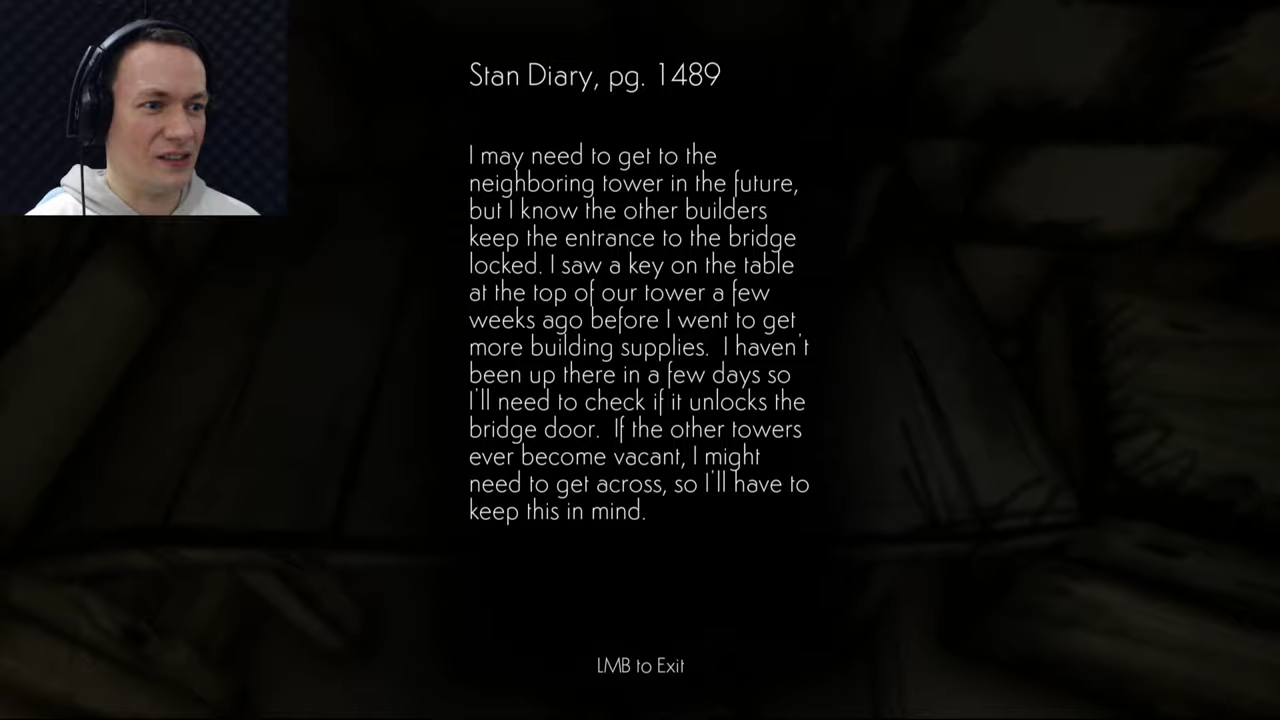 Stan Diary, pg. 1489
I may need to get to the
neighboring tower in the future,
but I know the other builders
keep the entrance to the bridge
locked. I saw a key on the table
at the top of our tower a few
weeks ago before I went to get
more building supplies.  I haven't
been up there in a few days so
I'll need to check if it unlocks the
bridge door.  If the other towers
ever become vacant, I might
need to get across, so I'll have to
keep this in mind.
LMB to Exit